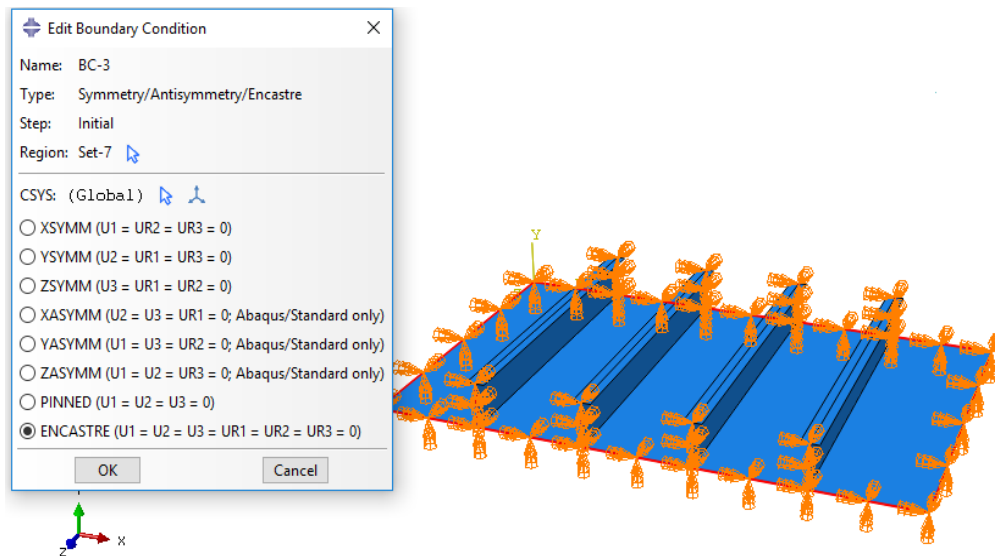 Edit Boundary Condition
Name: BC-3
Type: Symmetry/Antisymmetry/Encastre
Step: Initial
Region: Set-7
CSYS: (Global)
XSYMM (U1 = UR2 = UR3 = 0)
YSYMM (U2 = UR1 = UR3 = 0)
ZSYMM (U3 = UR1 = UR2 = 0)
XASYMM (U2 = U3 = UR1 = 0; Abaqus/Standard only)
YASYMM (U1 = U3 = UR2 = 0; Abaqus/Standard only)
ZASYMM (U1 = U2 = UR3 = 0; Abaqus/Standard only)
PINNED (U1 = U2 = U3 = 0)
ENCASTRE (U1 = U2 = U3 = UR1 = UR2 = UR3 = 0)
OK Cancel
Y
X
Z